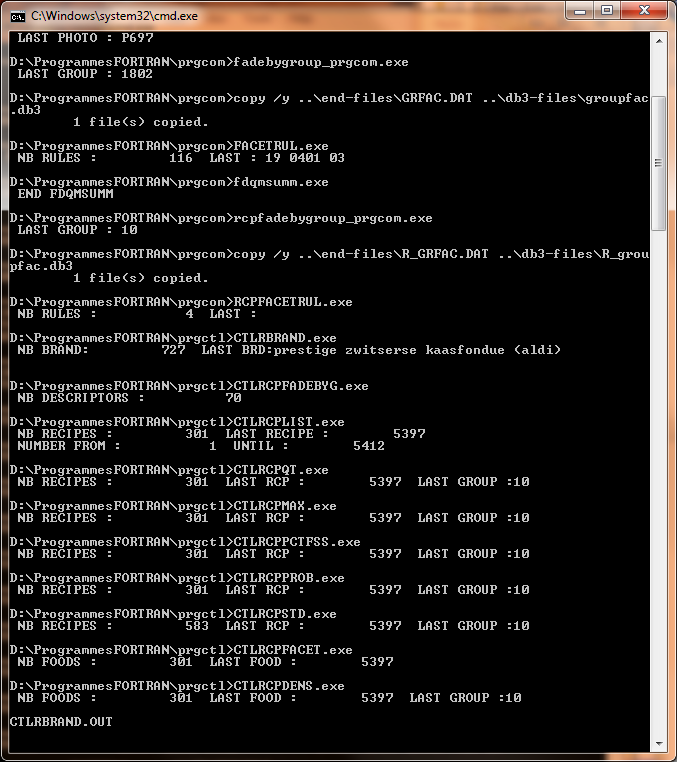 C:\Windows\system32\cmd.exe
LAST PHOTO : P697
D:\ProgrammesFORTRAN\prgcom>fadebygroup_prgcom.exe
LAST GROUP : 1802
D:\ProgrammesFORTRAN\prgcom>copy /y ..\end-files\GRFAC.DAT ..\db3-files\groupfac
.db3
1 file(s) copied.
D:\ProgrammesFORTRAN\prgcom>FACETRUL.exe
NB RULES : 116 LAST : 19 0401 03
D:\ProgrammesFORTRAN\prgcom>fdqmsumm.exe
END FDQMSUMM
D:\ProgrammesFORTRAN\prgcom>rcpfadebygroup_prgcom.exe
LAST GROUP : 10
D:\ProgrammesFORTRAN\prgcom>copy /y ..\end-files\R_GRFAC.DAT ..\db3-files\R_grou
pfac.db3
1 file(s) copied.
D:\ProgrammesFORTRAN\prgcom>RCPFACETRUL.exe
NB RULES : 4 LAST :
D:\ProgrammesFORTRAN\prgctl>CTLRBRAND.exe
NB BRAND: 727 LAST BRD:prestige zwitserse kaasfondue (aldi)
D:\ProgrammesFORTRAN\prgctl>CTLRCPFADEBYG.exe
NB DESCRIPTORS : 70
D:\ProgrammesFORTRAN\prgctl>CTLRCPLIST.exe
NB RECIPES : 301 LAST RECIPE : 5397
NUMBER FROM : 1 UNTIL : 5412
D:\ProgrammesFORTRAN\prgctl>CTLRCPQT.exe
NB RECIPES : 301 LAST RCP : 5397 LAST GROUP :10
D:\ProgrammesFORTRAN\prgctl>CTLRCPMAX.exe
NB RECIPES : 301 LAST RCP : 5397 LAST GROUP :10
D:\ProgrammesFORTRAN\prgctl>CTLRCPPCTFSS.exe
NB RECIPES : 301 LAST RCP : 5397 LAST GROUP :10
D:\ProgrammesFORTRAN\prgctl>CTLRCPPROB.exe
NB RECIPES : 301 LAST RCP : 5397 LAST GROUP :10
D:\ProgrammesFORTRAN\prgctl>CTLRCPSTD.exe
NB RECIPES : 583 LAST RCP : 5397 LAST GROUP :10
D:\ProgrammesFORTRAN\prgctl>CTLRCPFACET.exe
NB FOODS : 301 LAST FOOD : 5397
D:\ProgrammesFORTRAN\prgctl>CTLRCPDENS.exe
NB FOODS : 301 LAST FOOD : 5397 LAST GROUP :10
CTLRBRAND.OUT